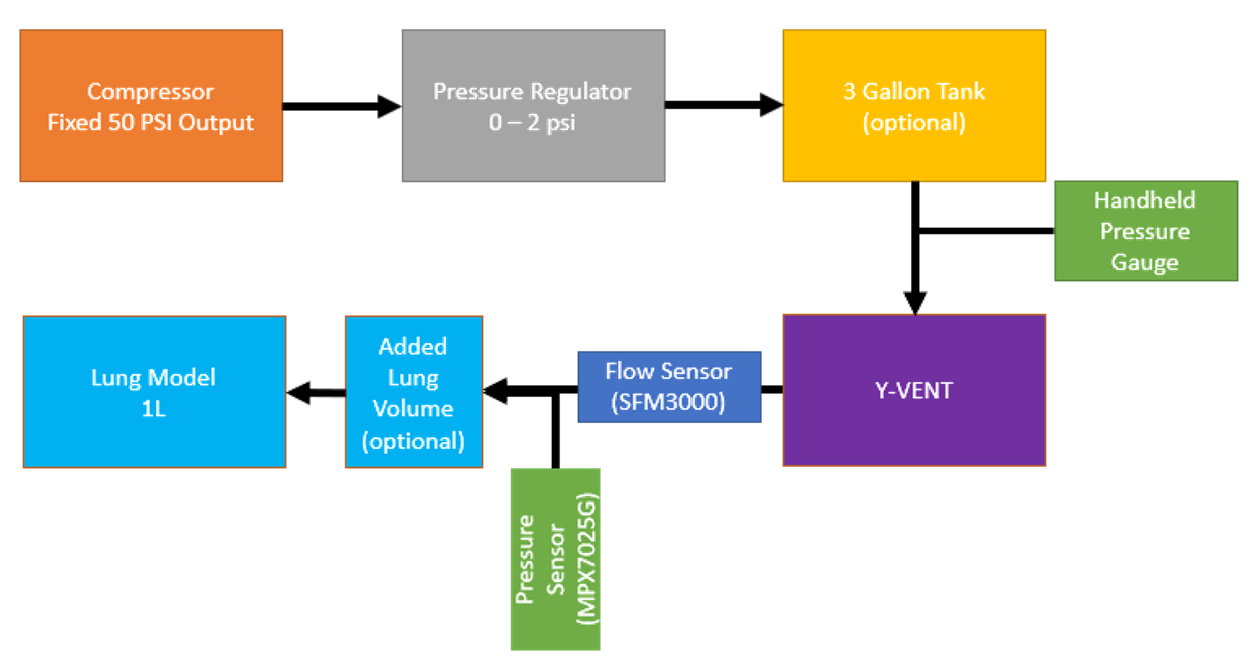 Compressor
Fixed 50 PSI Output
Pressure Regulator
0 – 2 psi
3 Gallon Tank
(optional)
Handheld
Pressure
Gauge
Lung Model
1L
Added
Lung
Volume
(optional)
Flow Sensor
(SFM3000)
Y-VENT
Pressure
Sensor
(MPX7025G)